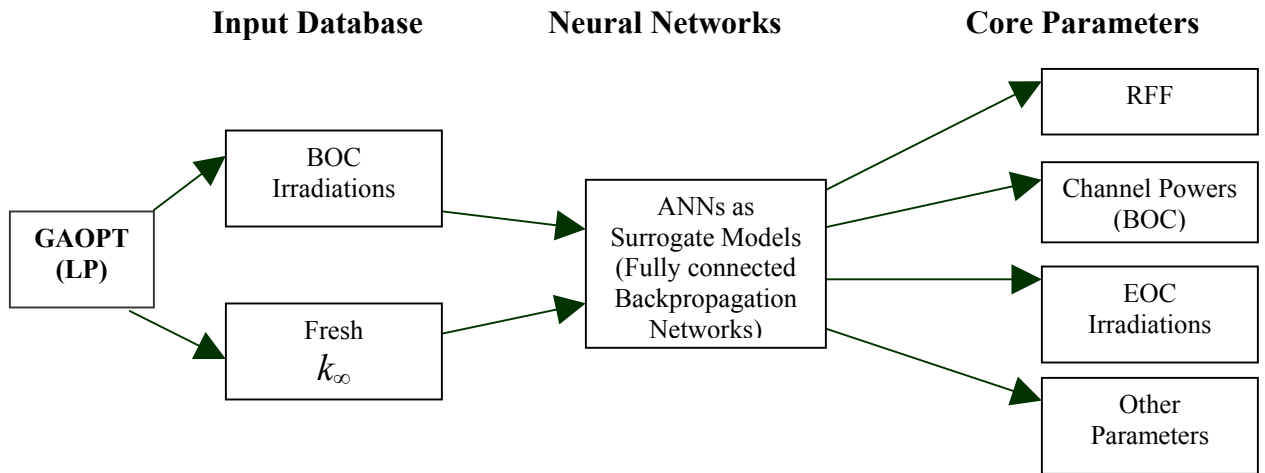 Input Database
Neural Networks
Core Parameters
GAOPT
(LP)
BOC
Irradiations
Fresh
k∞
ANNs as
Surrogate Models
(Fully connected
Backpropagation
Networks)
RFF
Channel Powers
(BOC)
EOC
Irradiations
Other
Parameters